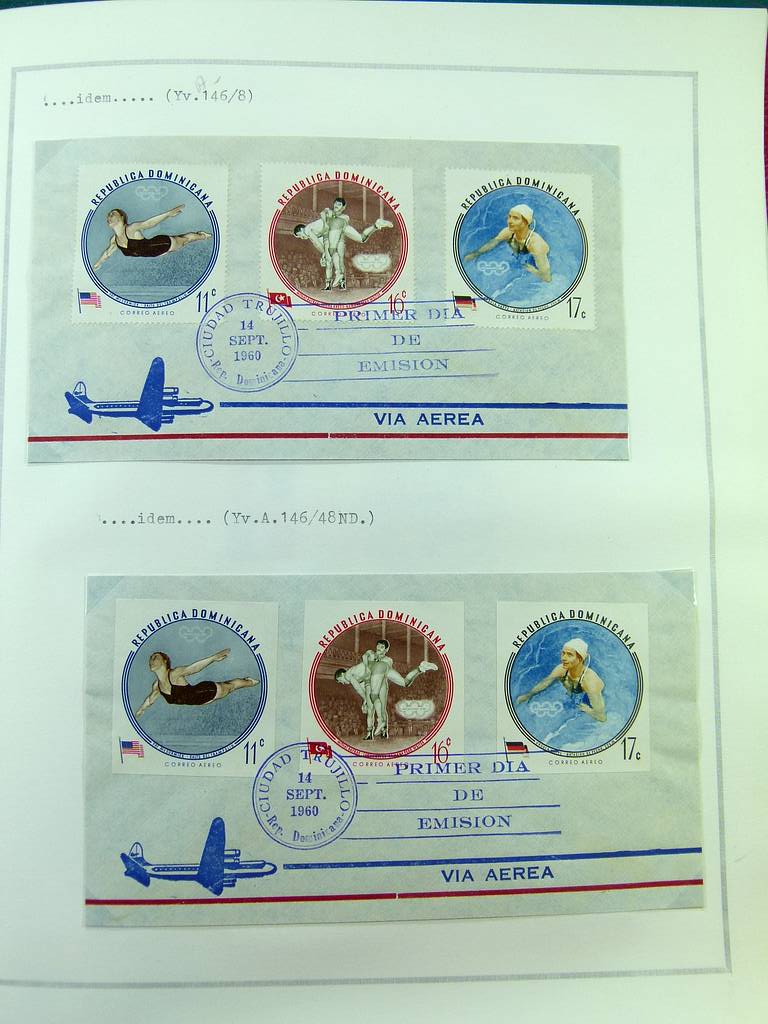 ....idem..... (Yv.146/8)
REPUBLICA DOMINICANA
REPUBLICA DOMINICANA
REPUBLICA DOMINICANA
11c
16c
17c
CORREO AEREO
CORREO AEREO
CIUDAD TRUJILLO
14
SEPT.
1960
Rep. Dominicana
PRIMER DIA
DE
EMISION
VIA AEREA
....idem.... (Yv.A.146/48ND.)
REPUBLICA DOMINICANA
REPUBLICA DOMINICANA
REPUBLICA DOMINICANA
11c
16c
17c
CORREO AEREO
CORREO AEREO
CORREO AEREO
CIUDAD TRUJILLO
14
SEPT.
1960
Rep. Dominicana
PRIMER DIA
DE
EMISION
VIA AEREA